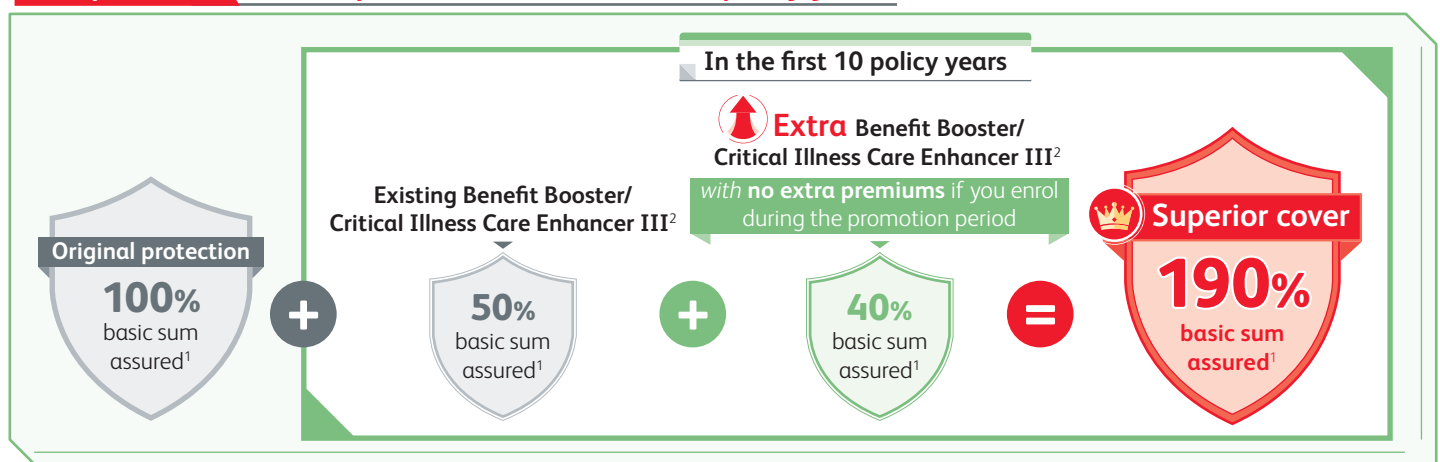 In the first 10 policy years
Extra Benefit Booster/
Critical Illness Care Enhancer III²
with no extra premiums if you enrol
during the promotion period
Existing Benefit Booster/
Critical Illness Care Enhancer III²
Original protection
100%
basic sum
assured¹
+
50%
basic sum
assured¹
+
40%
basic sum
assured¹
=
Superior cover
190%
basic sum
assured¹